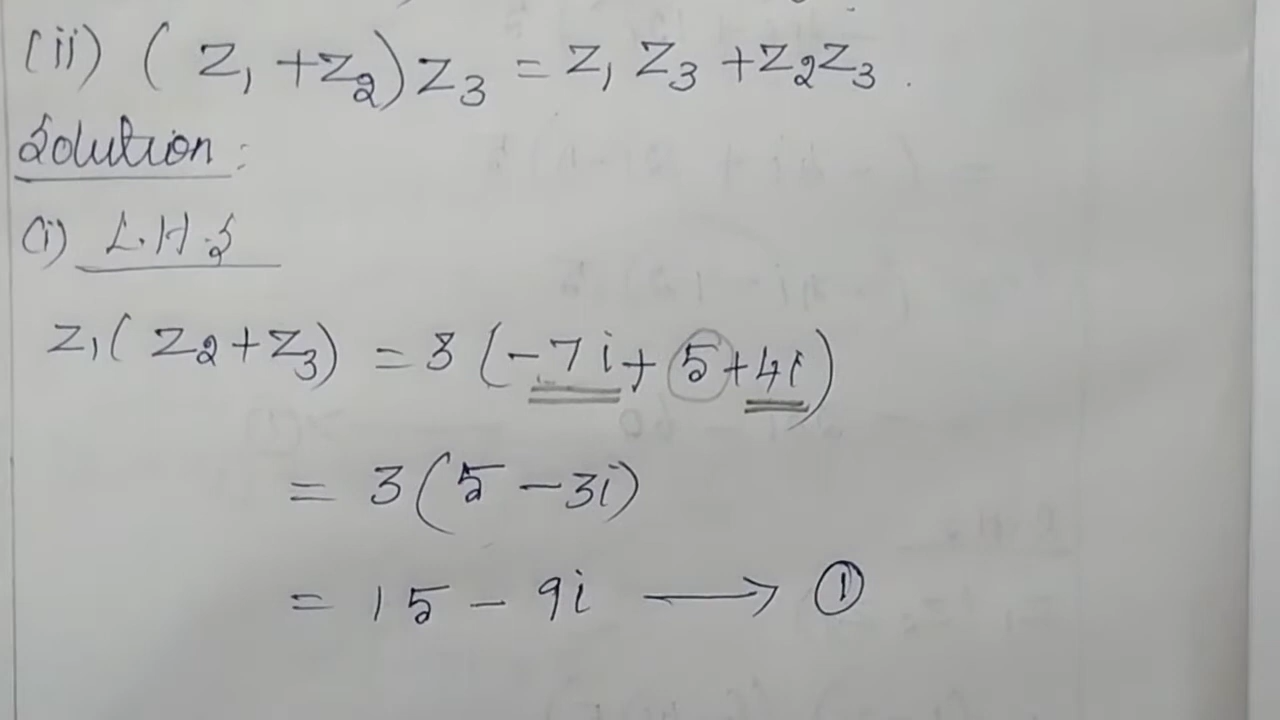 (ii) (z₁ + z₂) z₃ = z₁ z₃ + z₂ z₃.
Solution:
(i) L.H.S
z₁ (z₂ + z₃) = 3 (-7i + 5 + 4i)
= 3 (5 - 3i)
= 15 - 9i ⟶ ①